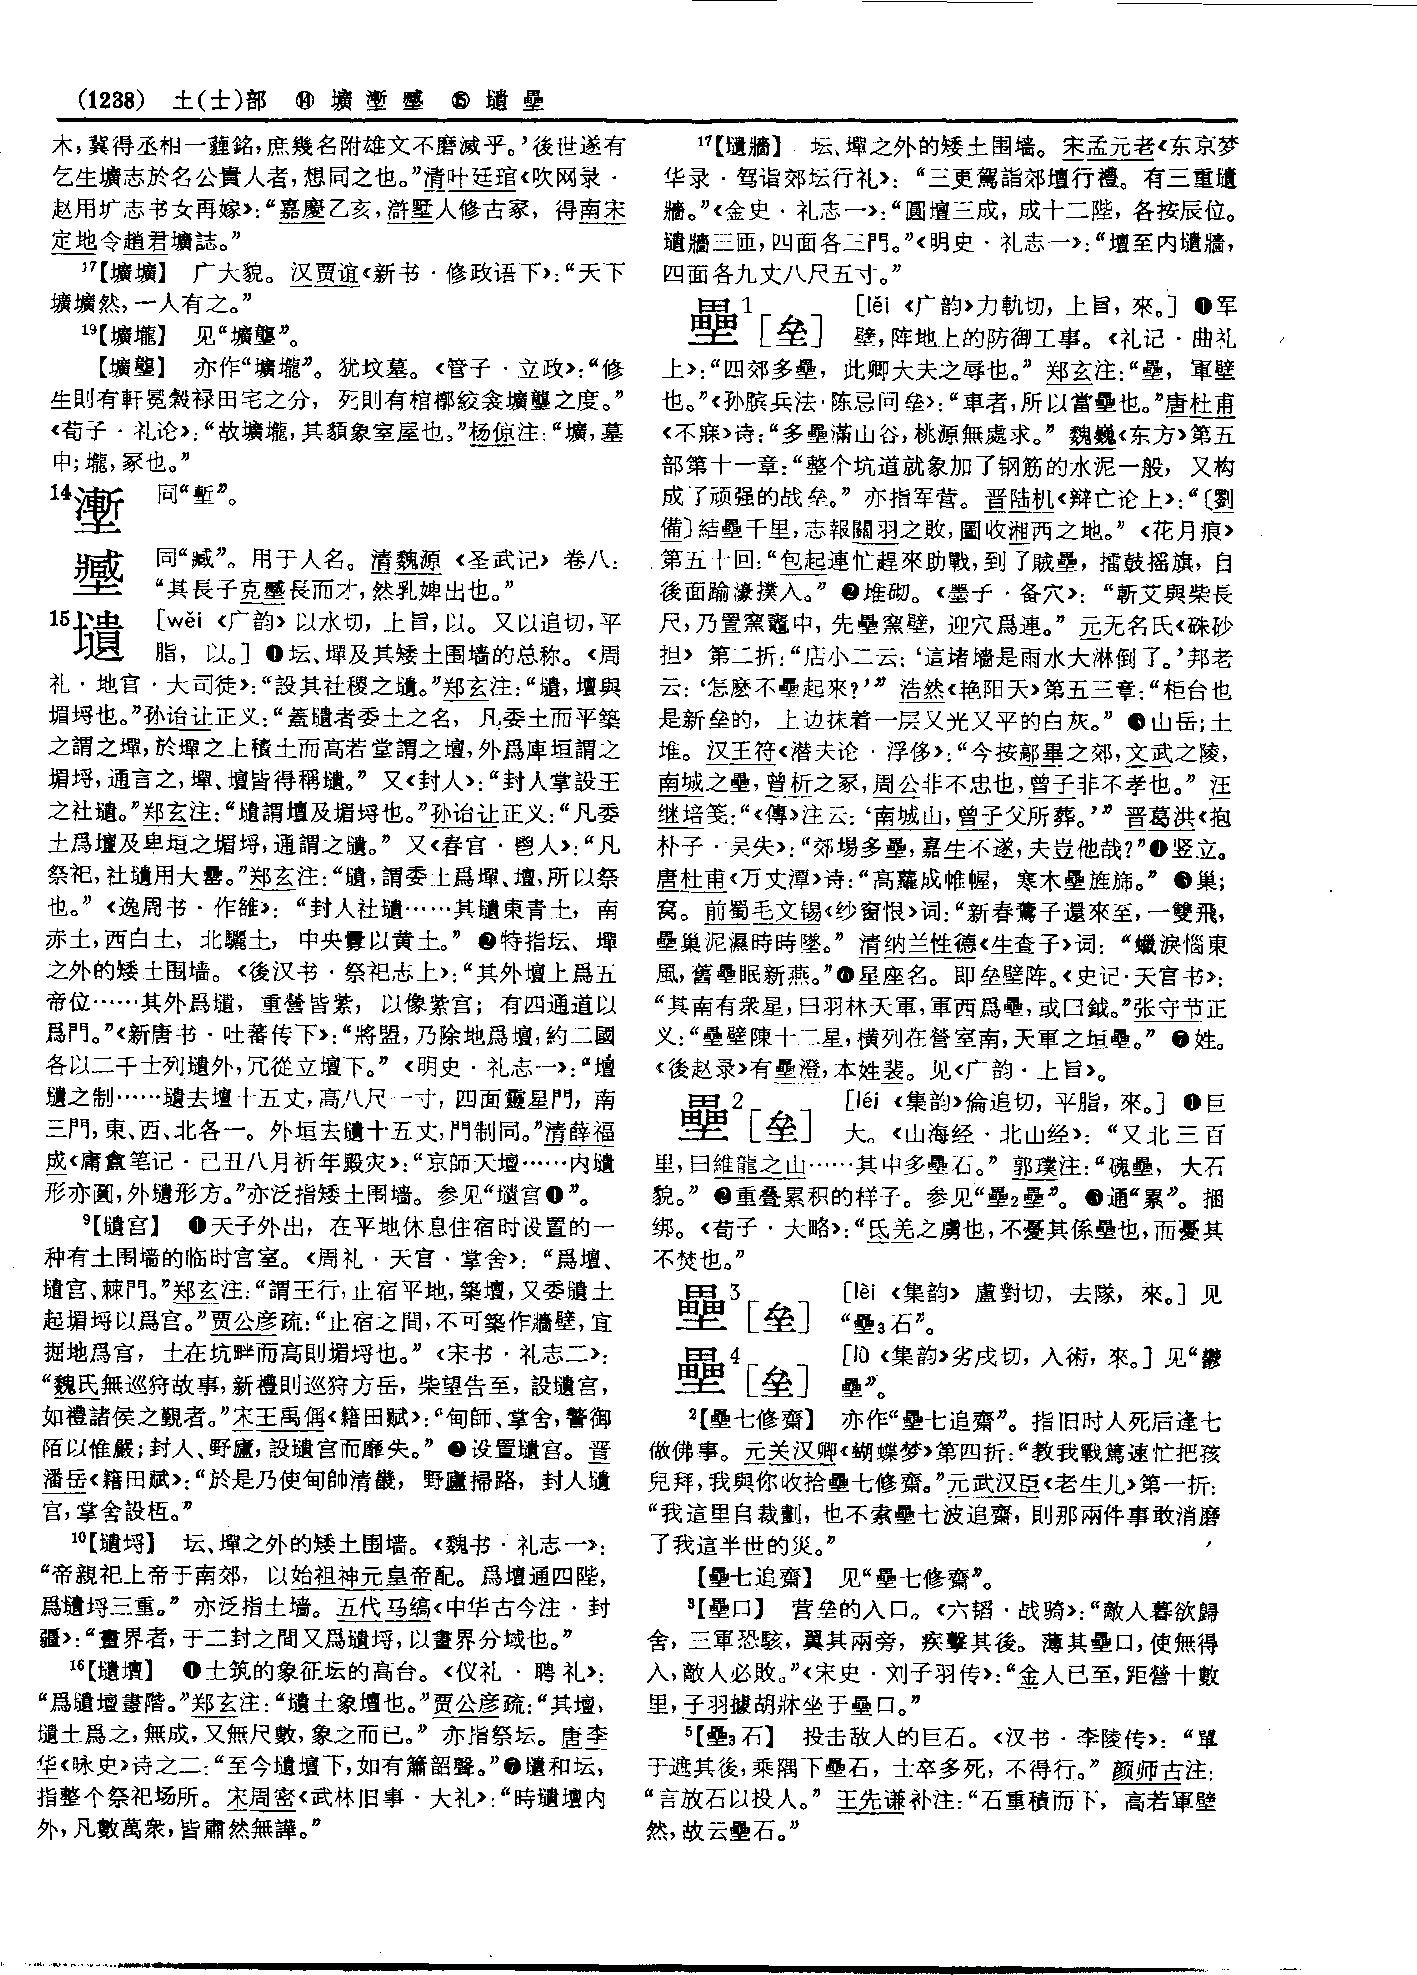 (1238) 土(士)部 ⑭ 壙 壍 𡓔 ⑮ 壝 壘
木，冀得丞相一蕹銘，庶幾名附雄文不磨滅乎。’後世遂有
乞生壙志於名公貴人者，想同之也。”清叶廷琯《吹网录·
赵用圹志书女再嫁》：“嘉慶乙亥，滸墅人修古冢，得南宋
定地令趙君壙誌。”
17【壙壙】 广大貌。汉贾谊《新书·修政语下》：“天下
壙壙然，一人有之。”
19【壙壠】 见“壙壟”。
【壙壟】 亦作“壙壠”。犹坟墓。《管子·立政》：“修
生則有軒冕榖禄田宅之分，死則有棺槨絞衾壙壟之度。”
《荀子·礼论》：“故壙壠，其䫉象室屋也。”杨倞注：“壙，墓
中；壠，冢也。”
14壍 同“塹”。
同“臧”。用于人名。清魏源《圣武记》卷八：
“其長子克𡓔長而才，然乳婢出也。”
15壝 [wěi《广韵》以水切，上旨，以。又以追切，平
脂，以。] ❶坛、墠及其矮土围墙的总称。《周
礼·地官·大司徒》：“設其社稷之壝。”郑玄注：“壝，壇與
堳埒也。”孙诒让正义：“蓋壝者委土之名，凡委土而平築
之謂之墠，於墠之上積土而高若堂謂之壇，外爲庳垣謂之
堳埒，通言之，墠、壇皆得稱壝。”又《封人》：“封人掌設王
之社壝。”郑玄注：“壝謂壇及堳埒也。”孙诒让正义：“凡委
土爲壇及卑垣之堳埒，通謂之壝。”又《春官·鬯人》：“凡
祭祀，社壝用大罍。”郑玄注：“壝，謂委土爲墠、壇，所以祭
也。”《逸周书·作雒》：“封人社壝……其壝東青土，南
赤土，西白土，北驪土，中央疊以黄土。” ❷特指坛、墠
之外的矮土围墙。《後汉书·祭祀志上》：“其外壇上爲五
帝位……其外爲壝，重營皆紫，以像紫宫；有四通道以
爲門。”《新唐书·吐蕃传下》：“將盟，乃除地爲壇，約二國
各以二千士列壝外，冗從立壇下。”《明史·礼志一》：“壇
壝之制……壝去壇十五丈，高八尺一寸，四面靈星門，南
三門，東、西、北各一。外垣去壝十五丈，門制同。”清薛福
成《庸盦笔记·己丑八月祈年殿灾》：“京師天壇……内壝
形亦圓，外壝形方。”亦泛指矮土围墙。参见“壝宫❶”。
9【壝宫】 ❶天子外出，在平地休息住宿时设置的一
种有土围墙的临时宫室。《周礼·天官·掌舍》：“爲壇、
壝宫、棘門。”郑玄注：“謂王行，止宿平地，築壇，又委壝土
起堳埒以爲宫。”贾公彦疏：“止宿之間，不可築作牆壁，宜
掘地爲宫，土在坑畔而高則堳埒也。”《宋书·礼志二》：
“魏氏無巡狩故事，新禮則巡狩方岳，柴望告至，設壝宫，
如禮諸侯之覲者。”宋王禹偁《籍田赋》：“甸師、掌舍，警御
陌以惟嚴；封人、野廬，設壝宫而靡失。” ❷设置壝宫。晋
潘岳《籍田赋》：“於是乃使甸帥清畿，野廬掃路，封人壝
宫，掌舍設枑。”
10【壝埒】 坛、墠之外的矮土围墙。《魏书·礼志一》：
“帝親祀上帝于南郊，以始祖神元皇帝配。爲壇通四陛，
爲壝埒三重。”亦泛指土墙。五代马缟《中华古今注·封
疆》：“畫界者，于二封之間又爲壝埒，以畫界分域也。”
16【壝壇】 ❶土筑的象征坛的高台。《仪礼·聘礼》：
“爲壝壇畫階。”郑玄注：“壝土象壇也。”贾公彦疏：“其壇，
壝土爲之，無成，又無尺數，象之而已。”亦指祭坛。唐李
华《咏史》诗之二：“至今壝壇下，如有簫韶聲。”❷壝和坛，
指整个祭祀场所。宋周密《武林旧事·大礼》：“時壝壇内
外，凡數萬衆，皆肅然無譁。”
17【壝牆】 坛、墠之外的矮土围墙。宋孟元老《东京梦
华录·驾诣郊坛行礼》：“三更駕詣郊壇行禮。有三重壝
牆。”《金史·礼志一》：“圓壇三成，成十二陛，各按辰位。
壝牆三匝，四面各三門。”《明史·礼志一》：“壇至内壝牆，
四面各九丈八尺五寸。”
壘1[垒] [lěi《广韵》力軌切，上旨，來。] ❶军
壁，阵地上的防御工事。《礼记·曲礼
上》：“四郊多壘，此卿大夫之辱也。”郑玄注：“壘，軍壁
也。”《孙膑兵法·陈忌问垒》：“車者，所以當壘也。”唐杜甫
《不寐》诗：“多壘滿山谷，桃源無處求。”魏巍《东方》第五
部第十一章：“整个坑道就象加了钢筋的水泥一般，又构
成了顽强的战垒。”亦指军营。晋陆机《辩亡论上》：“〔劉
備〕結壘千里，志報關羽之敗，圖收湘西之地。”《花月痕》
第五十回：“包起連忙趕來助戰，到了賊壘，擂鼓摇旗，自
後面踰濠撲入。” ❷堆砌。《墨子·备穴》：“斬艾與柴長
尺，乃置窯竈中，先壘窯壁，迎穴爲連。”元无名氏《硃砂
担》第二折：“店小二云：‘這堵墻是雨水大淋倒了。’邦老
云：‘怎麽不壘起來？’”浩然《艳阳天》第五三章：“柜台也
是新垒的，上边抹着一层又光又平的白灰。” ❸山岳；土
堆。汉王符《潜夫论·浮侈》：“今按鄗畢之郊，文武之陵，
南城之壘，曾析之冢，周公非不忠也，曾子非不孝也。”汪
继培笺：“《傳》注云：‘南城山，曾子父所葬。’”晋葛洪《抱
朴子·吴失》：“郊場多壘，嘉生不遂，夫豈他哉？”❹竖立。
唐杜甫《万丈潭》诗：“高蘿成帷幄，寒木壘旌旆。” ❺巢；
窝。前蜀毛文锡《纱窗恨》词：“新春鷰子還來至，一雙飛，
壘巢泥濕時時墜。”清纳兰性德《生查子》词：“蠟淚惱東
風，舊壘眠新燕。”❻星座名。即垒壁阵。《史记·天官书》：
“其南有衆星，曰羽林天軍，軍西爲壘，或曰鉞。”张守节正
义：“壘壁陳十二星，横列在營室南，天軍之垣壘。” ❼姓。
《後赵录》有壘澄，本姓裴。见《广韵·上旨》。
壘2[垒] [léi《集韵》倫追切，平脂，來。] ❶巨
大。《山海经·北山经》：“又北三百
里，曰維龍之山……其中多壘石。”郭璞注：“磈壘，大石
貌。” ❷重叠累积的样子。参见“壘2壘”。❸通“累”。捆
绑。《荀子·大略》：“氐羌之虜也，不憂其係壘也，而憂其
不焚也。”
壘3[垒] [lèi《集韵》盧對切，去隊，來。] 见
“壘3石”。
壘4[垒] [lǜ《集韵》劣戌切，入術，來。] 见“鬱
壘”。
2【壘七修齋】 亦作“壘七追齋”。指旧时人死后逢七
做佛事。元关汉卿《蝴蝶梦》第四折：“教我戰篤速忙把孩
兒拜，我與你收拾壘七修齋。”元武汉臣《老生儿》第一折：
“我這里自裁劃，也不索壘七波追齋，則那兩件事敢消磨
了我這半世的災。”
【壘七追齋】 见“壘七修齋”。
3【壘口】 营垒的入口。《六韬·战骑》：“敵人暮欲歸
舍，三軍恐駭，翼其兩旁，疾擊其後。薄其壘口，使無得
入，敵人必敗。”《宋史·刘子羽传》：“金人已至，距營十數
里，子羽據胡牀坐于壘口。”
5【壘3石】 投击敌人的巨石。《汉书·李陵传》：“單
于遮其後，乘隅下壘石，士卒多死，不得行。”颜师古注：
“言放石以投人。”王先谦补注：“石重積而下，高若軍壁
然，故云壘石。”